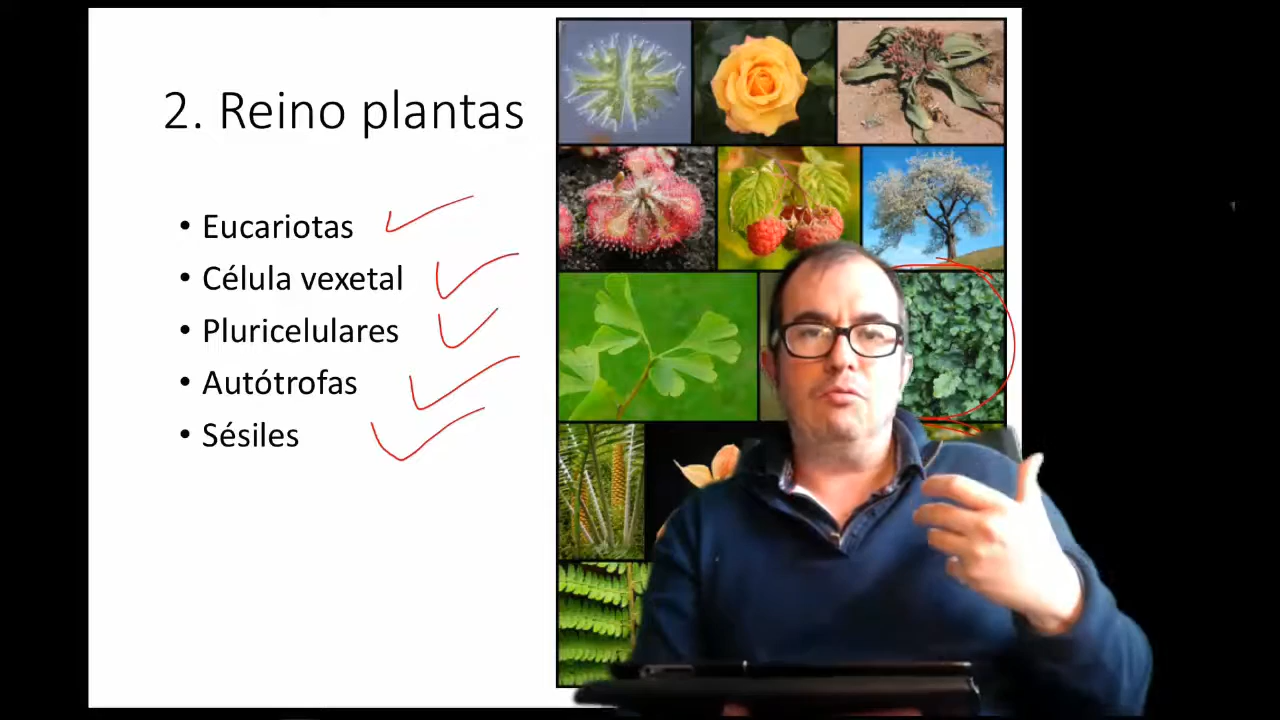 2. Reino plantas
• Eucariotas
• Célula vexetal
• Pluricelulares
• Autótrofas
• Sésiles